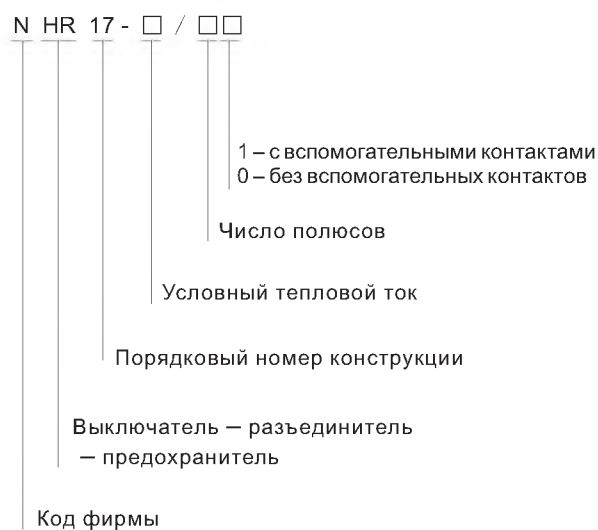 N HR 17 - □ / □□
1 – с вспомогательными контактами
0 – без вспомогательных контактов
Число полюсов
Условный тепловой ток
Порядковый номер конструкции
Выключатель – разъединитель
– предохранитель
Код фирмы